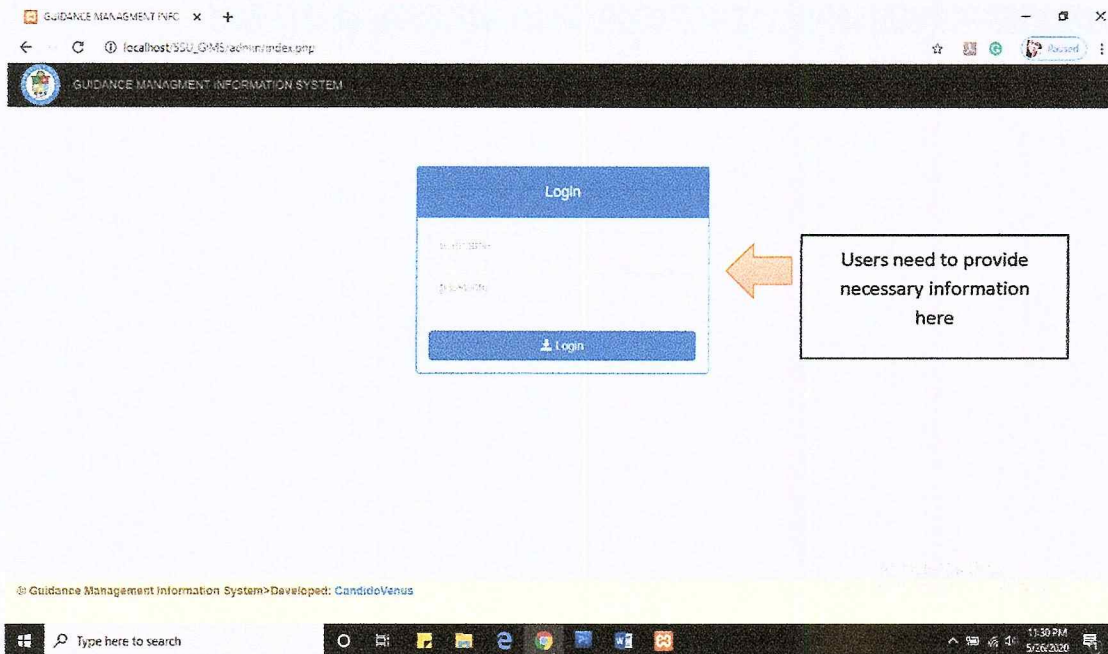 GUIDANCE MANAGMENT INFC
localhost/SSU_GIMS/admin/index.php
Paused
GUIDANCE MANAGMENT INFORMATION SYSTEM
Login
Login
Users need to provide
necessary information
here
© Guidance Management Information System>Developed: CandidoVenus
Type here to search
11:30 PM
5/26/2020